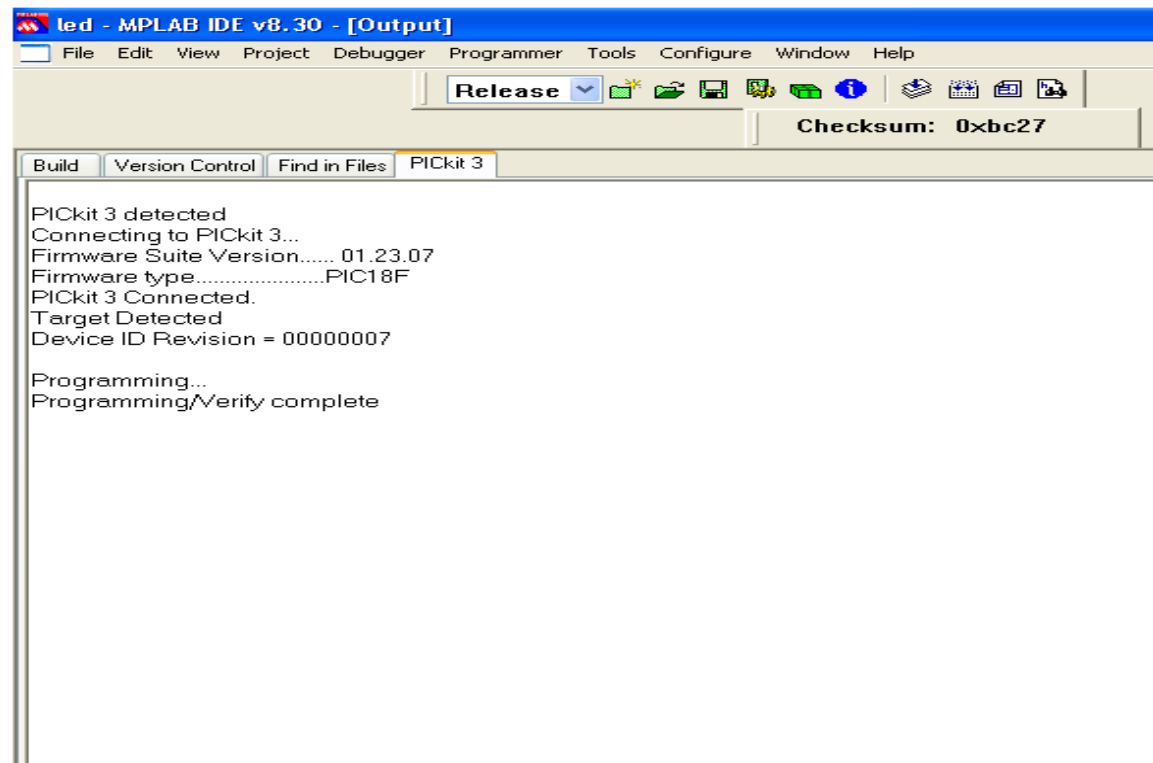 led - MPLAB IDE v8.30 - [Output]
File Edit View Project Debugger Programmer Tools Configure Window Help
Release
Checksum: 0xbc27
Build Version Control Find in Files PICkit 3
PICkit 3 detected
Connecting to PICkit 3...
Firmware Suite Version...... 01.23.07
Firmware type......................PIC18F
PICkit 3 Connected.
Target Detected
Device ID Revision = 00000007
Programming...
Programming/Verify complete